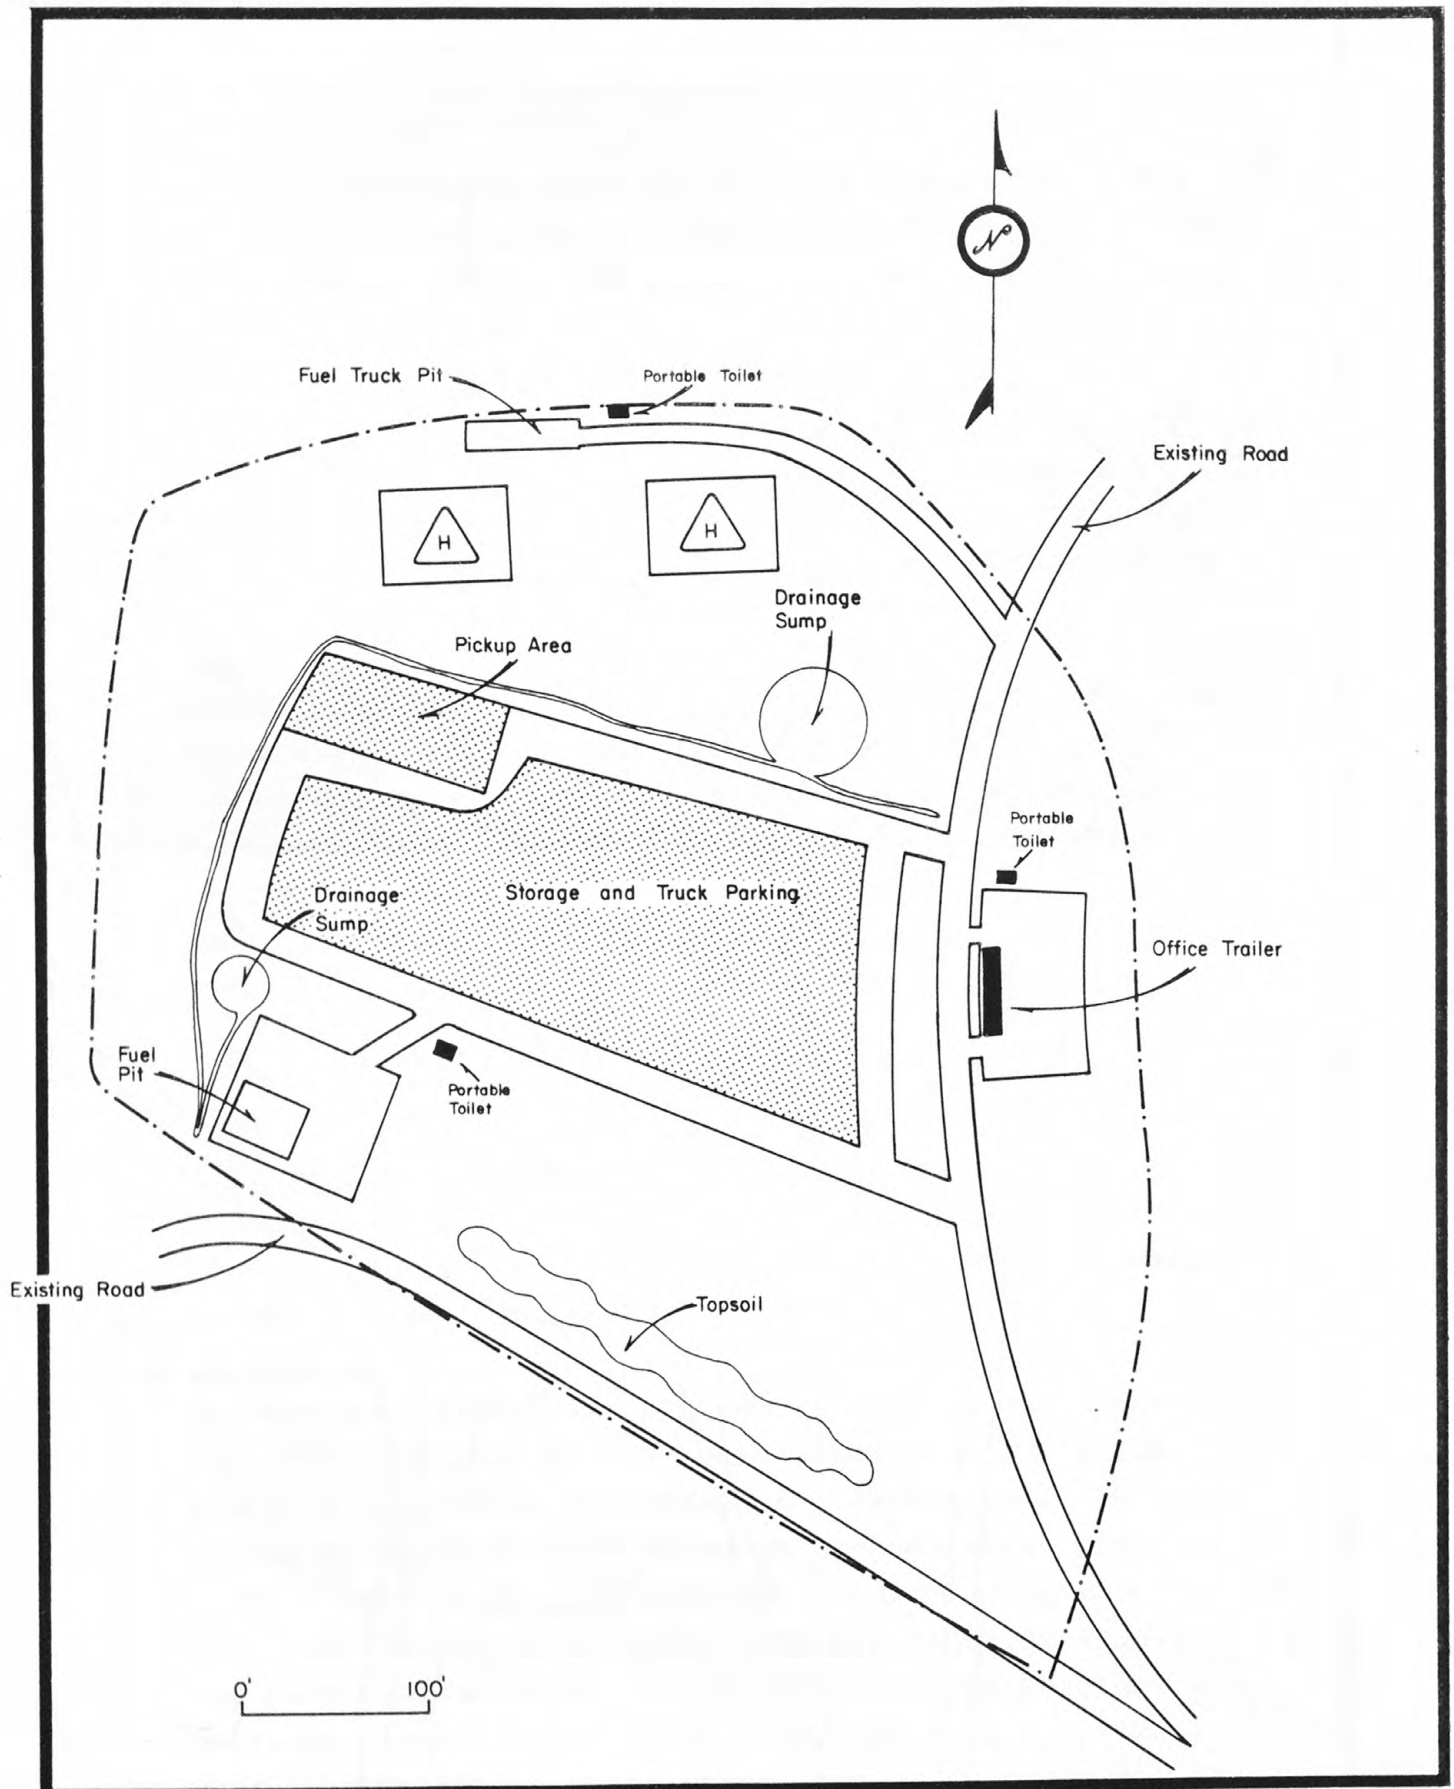 N
Fuel Truck Pit
Portable Toilet
Existing Road
H
H
Drainage
Sump
Pickup Area
Portable
Toilet
Storage and Truck Parking
Drainage
Sump
Office Trailer
Fuel
Pit
Portable
Toilet
Existing Road
Topsoil
0' 100'